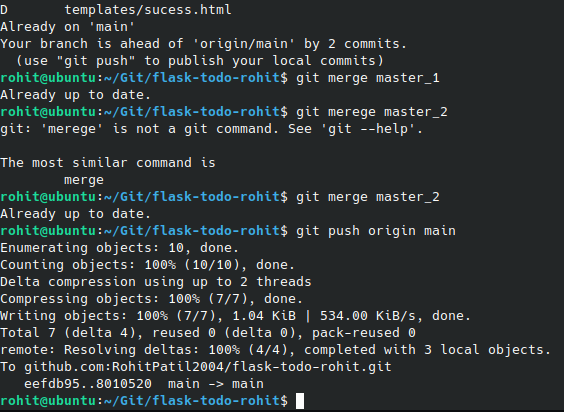 D       templates/sucess.html
Already on 'main'
Your branch is ahead of 'origin/main' by 2 commits.
  (use "git push" to publish your local commits)
rohit@ubuntu:~/Git/flask-todo-rohit$ git merge master_1
Already up to date.
rohit@ubuntu:~/Git/flask-todo-rohit$ git merege master_2
git: 'merege' is not a git command. See 'git --help'.

The most similar command is
        merge
rohit@ubuntu:~/Git/flask-todo-rohit$ git merge master_2
Already up to date.
rohit@ubuntu:~/Git/flask-todo-rohit$ git push origin main
Enumerating objects: 10, done.
Counting objects: 100% (10/10), done.
Delta compression using up to 2 threads
Compressing objects: 100% (7/7), done.
Writing objects: 100% (7/7), 1.04 KiB | 534.00 KiB/s, done.
Total 7 (delta 4), reused 0 (delta 0), pack-reused 0
remote: Resolving deltas: 100% (4/4), completed with 3 local objects.
To github.com:RohitPatil2004/flask-todo-rohit.git
   eefdb95..8010520  main -> main
rohit@ubuntu:~/Git/flask-todo-rohit$